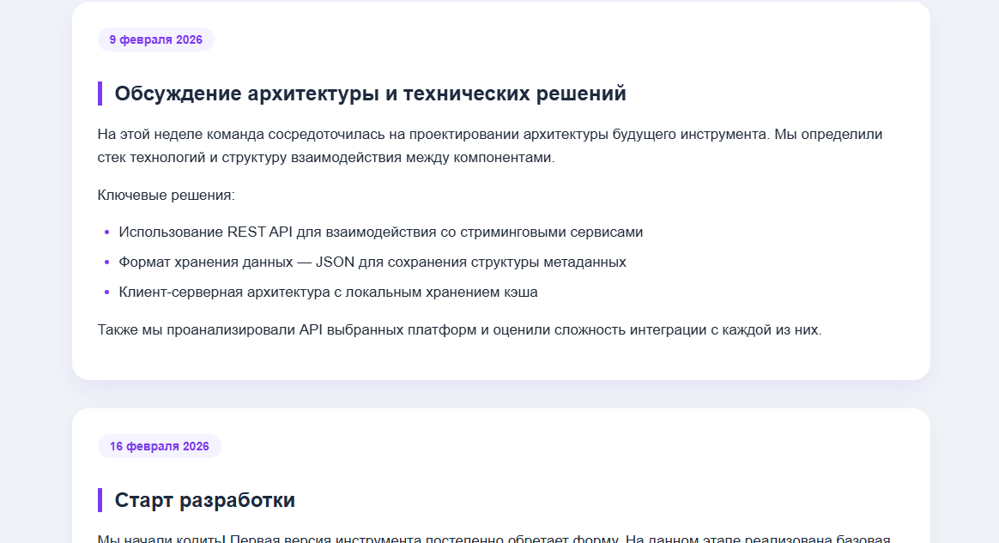 9 февраля 2026
Обсуждение архитектуры и технических решений
На этой неделе команда сосредоточилась на проектировании архитектуры будущего инструмента. Мы определили
стек технологий и структуру взаимодействия между компонентами.
Ключевые решения:
• Использование REST API для взаимодействия со стриминговыми сервисами
• Формат хранения данных — JSON для сохранения структуры метаданных
• Клиент-серверная архитектура с локальным хранением кэша
Также мы проанализировали API выбранных платформ и оценили сложность интеграции с каждой из них.
16 февраля 2026
Старт разработки
Мы начали кодить! Первая версия инструмента постепенно обретает форму. На данном этапе реализована базовая